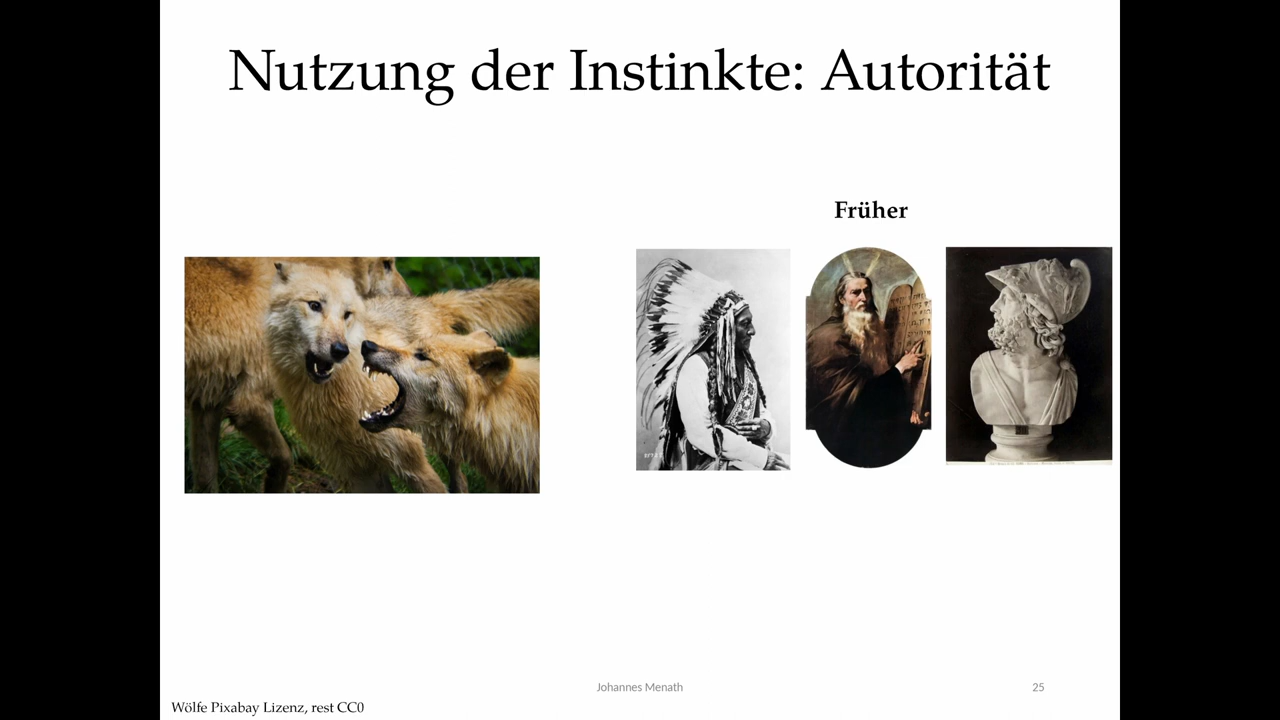 Nutzung der Instinkte: Autorität
Früher
Johannes Menath
25
Wölfe Pixabay Lizenz, rest CC0